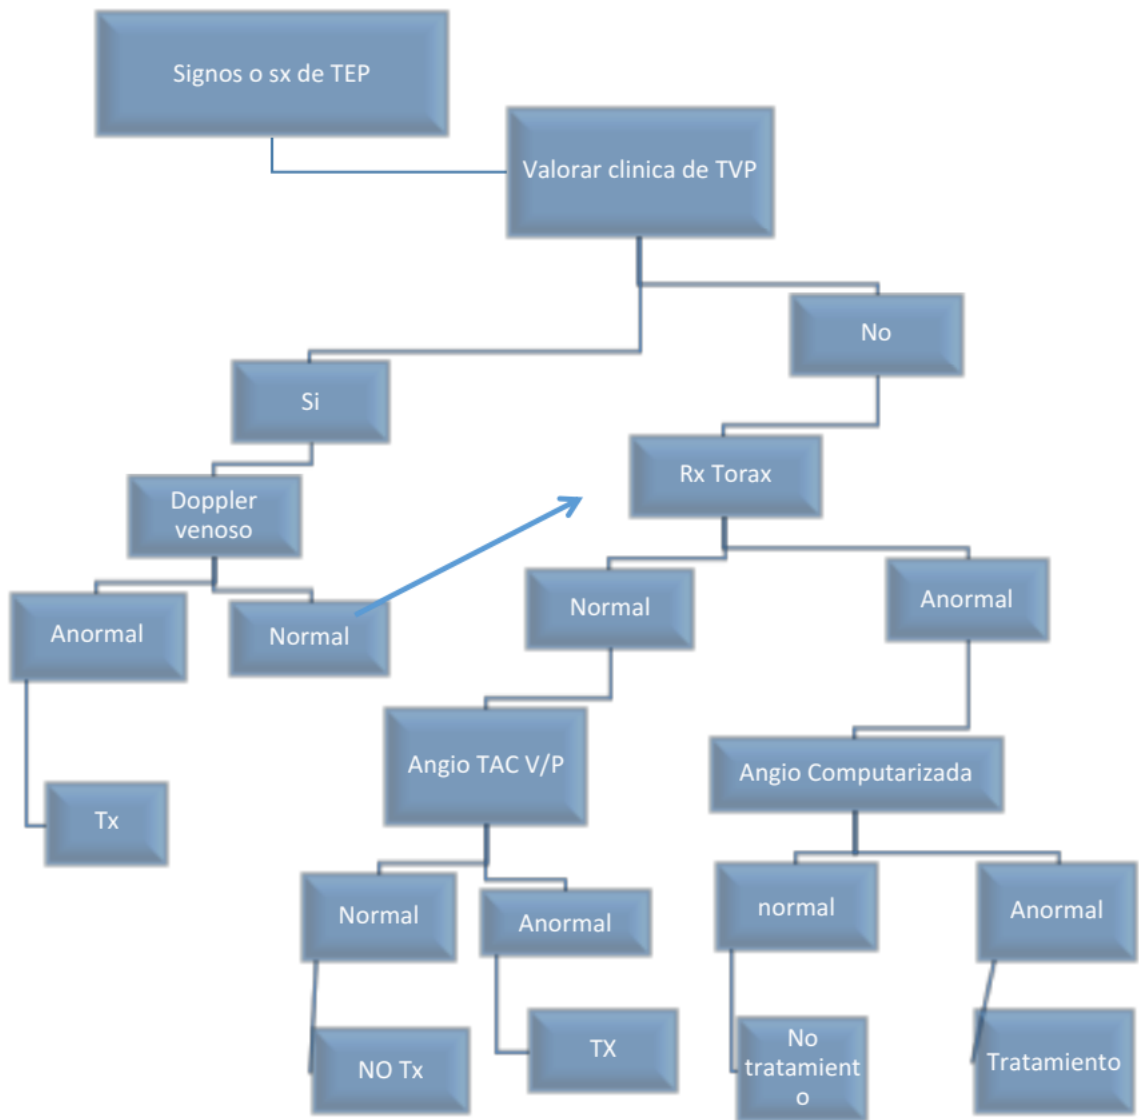 Signos o sx de TEP
Valorar clinica de TVP
No
Si
Rx Torax
Doppler
venoso
Anormal
Normal
Normal
Anormal
Angio TAC V/P
Angio Computarizada
Tx
Normal
Anormal
normal
Anormal
NO Tx
TX
No
tratamient
o
Tratamiento